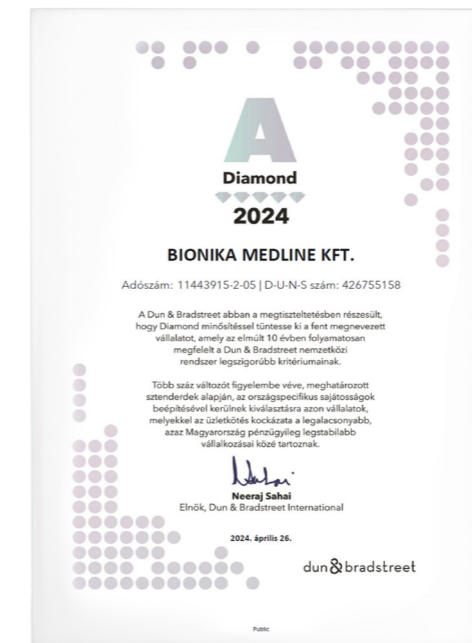 A
Diamond
2024
BIONIKA MEDLINE KFT.
Adószám: 11443915-2-05 | D-U-N-S szám: 426755158
A Dun & Bradstreet abban a megtiszteltetésben részesült,
hogy Diamond minősítéssel tüntesse ki a fent megnevezett
vállalatot, amely az elmúlt 10 évben folyamatosan
megfelelt a Dun & Bradstreet nemzetközi
rendszer legszigorúbb kritériumainak.
Több száz változót figyelembe véve, meghatározott
sztenderdek alapján, az országspecifikus sajátosságok
beépítésével kerülnek kiválasztásra azon vállalatok,
melyekkel az üzletkötés kockázata a legalacsonyabb,
azaz Magyarország pénzügyileg legstabilabb
vállalkozásai közé tartoznak.
Neeraj Sahai
Elnök, Dun & Bradstreet International
2024. április 26.
dun & bradstreet
Public